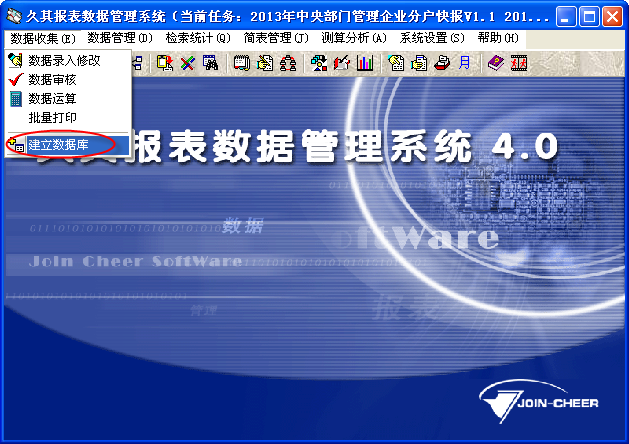 久其报表数据管理系统（当前任务：2013年中央部门管理企业分户快报V1.1 201...
数据收集(E) 数据管理(D) 检索统计(Q) 简表管理(T) 测算分析(A) 系统设置(S) 帮助(H)
数据录入修改
月
数据审核
数据运算
批量打印
建立数据库
久其报表数据管理系统 4.0
数据
SoftWare
Join Cheer SoftWare
报表
管理
JOIN-CHEER